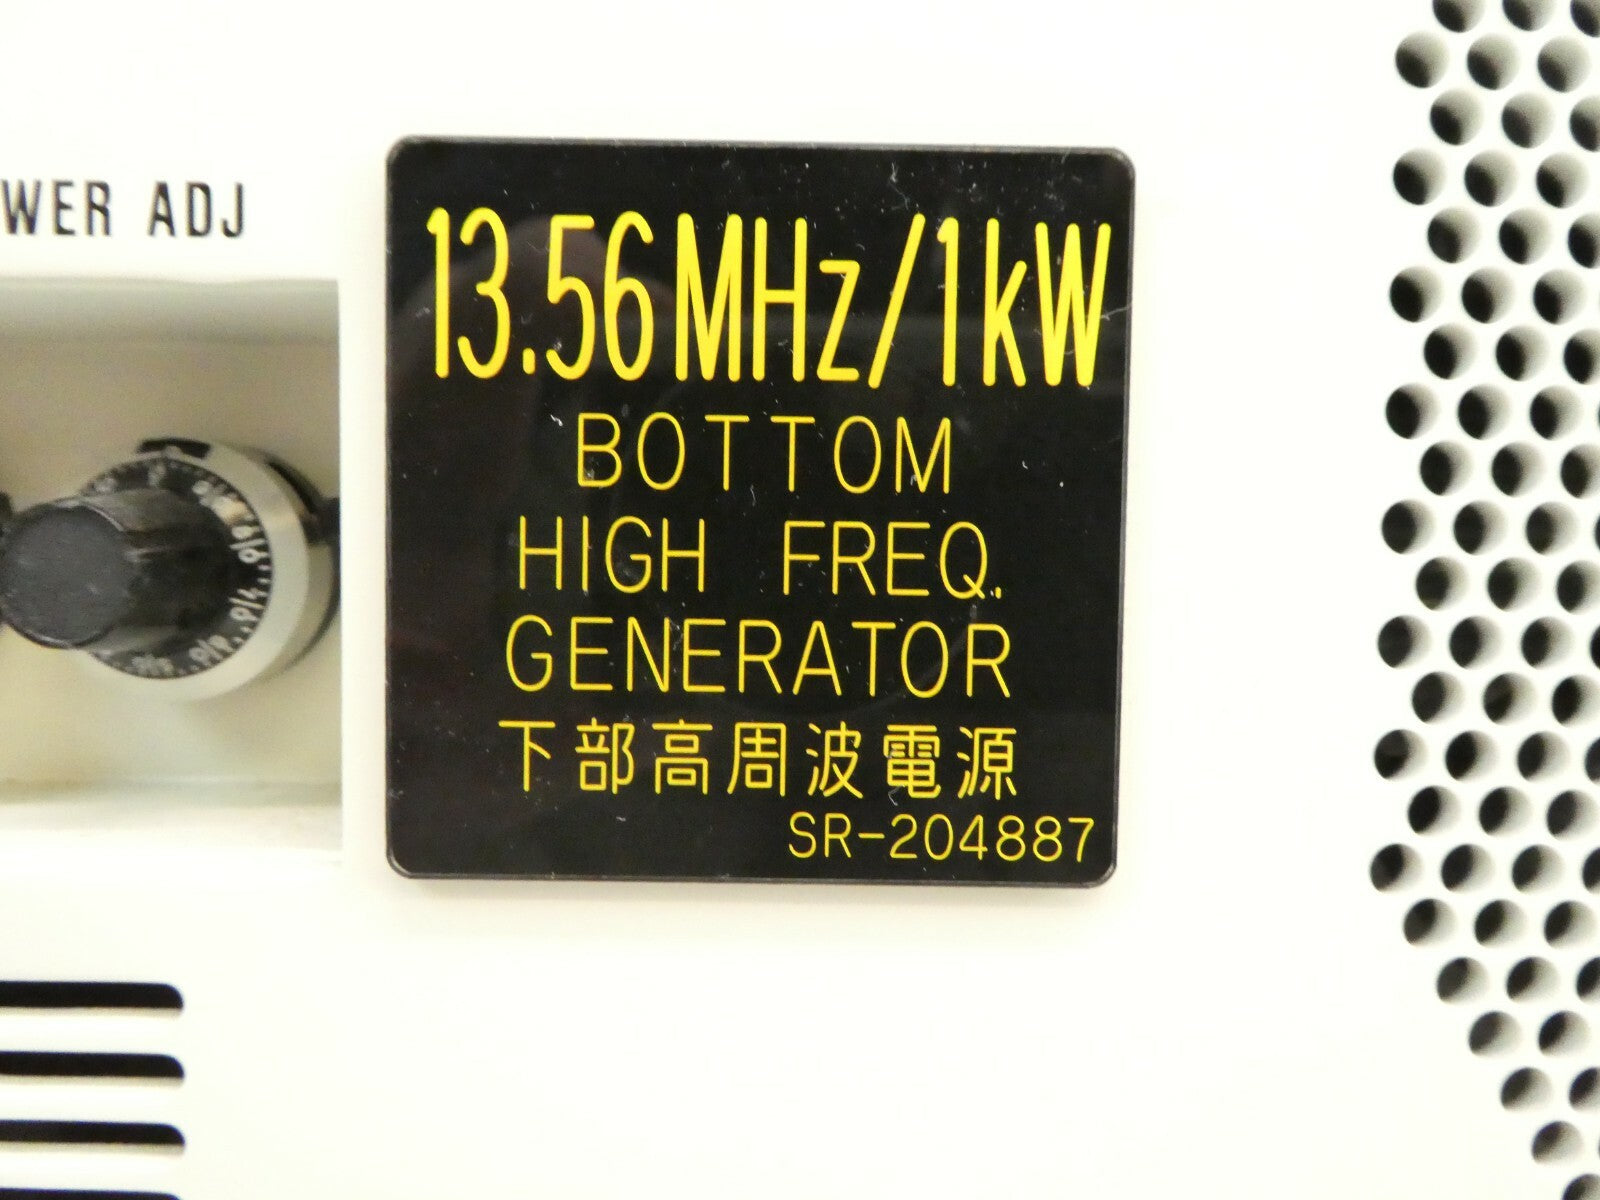 WER ADJ
13.56MHz/1kW
BOTTOM
HIGH FREQ.
GENERATOR
下部高周波電源
SR-204887